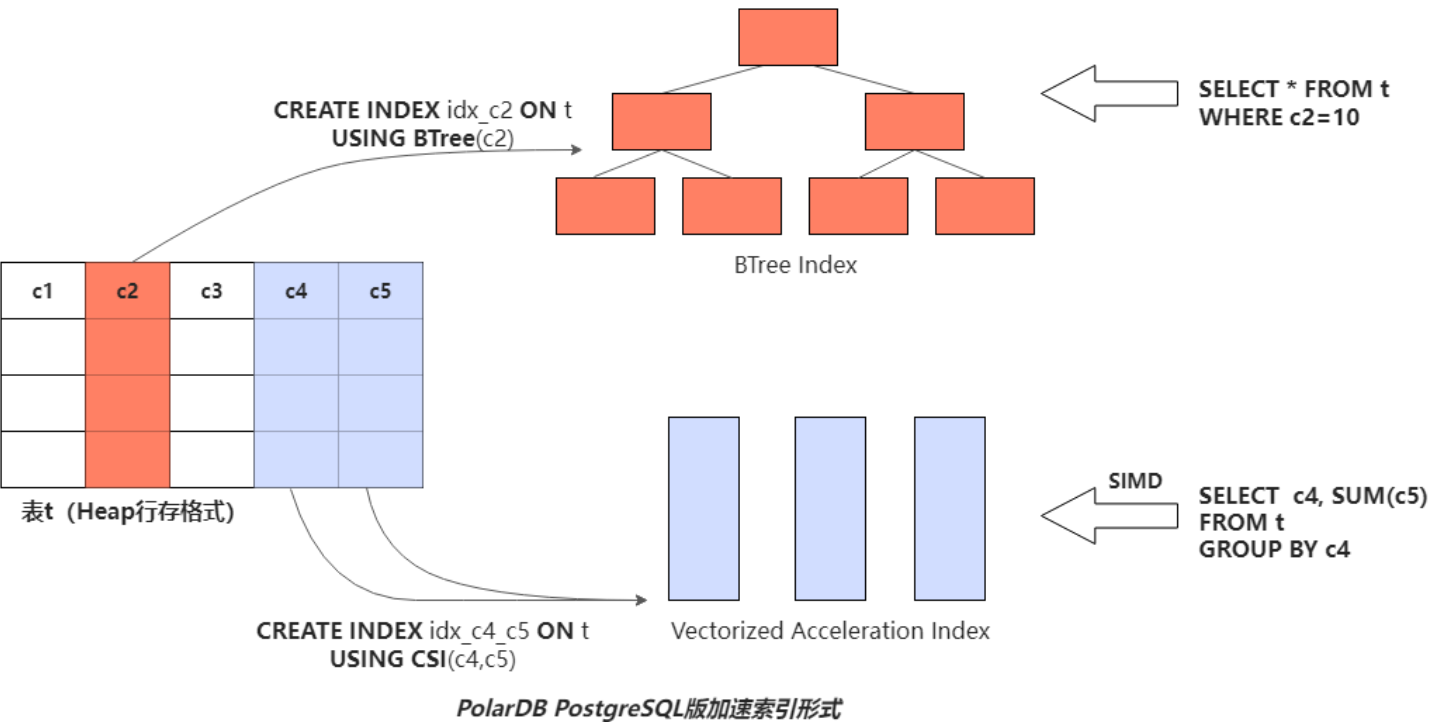 CREATE INDEX idx_c2 ON t
USING BTree(c2)
SELECT * FROM t
WHERE c2=10
BTree Index
c1 c2 c3 c4 c5
表t（Heap行存格式）
SIMD
SELECT c4, SUM(c5)
FROM t
GROUP BY c4
CREATE INDEX idx_c4_c5 ON t
USING CSI(c4,c5)
Vectorized Acceleration Index
PolarDB PostgreSQL版加速索引形式